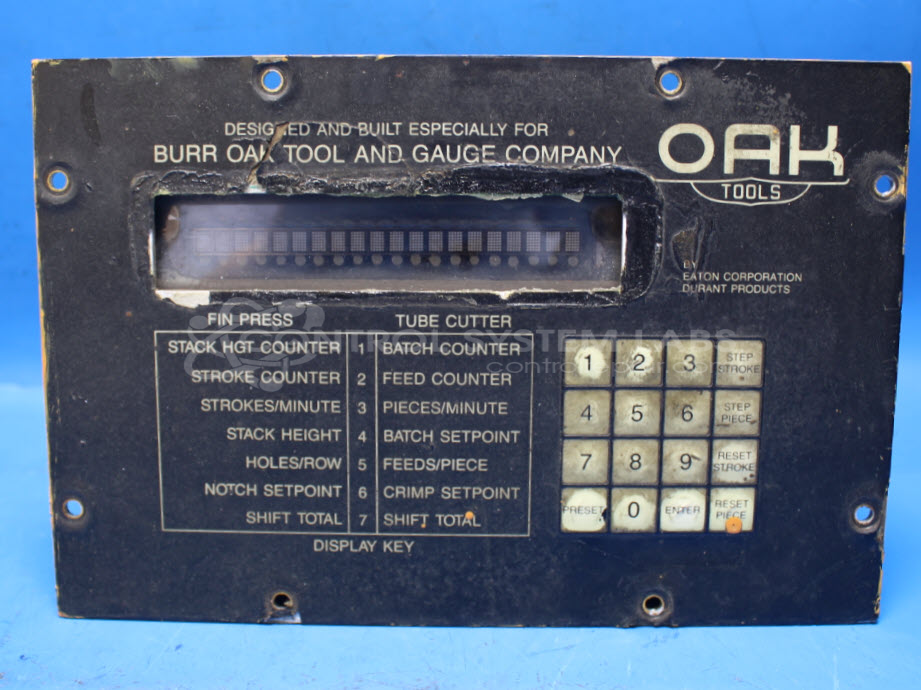 DESIGNED AND BUILT ESPECIALLY FOR
BURR OAK TOOL AND GAUGE COMPANY
OAK
TOOLS
BY
EATON CORPORATION
DURANT PRODUCTS
FIN PRESS TUBE CUTTER
STACK HGT COUNTER 1 BATCH COUNTER
STROKE COUNTER 2 FEED COUNTER
STROKES/MINUTE 3 PIECES/MINUTE
STACK HEIGHT 4 BATCH SETPOINT
HOLES/ROW 5 FEEDS/PIECE
NOTCH SETPOINT 6 CRIMP SETPOINT
SHIFT TOTAL 7 SHIFT TOTAL
DISPLAY KEY
1 2 3 STEP STROKE
4 5 6 STEP PIECE
7 8 9 RESET STROKE
PRESET 0 ENTER RESET PIECE
SYSTEM LABS